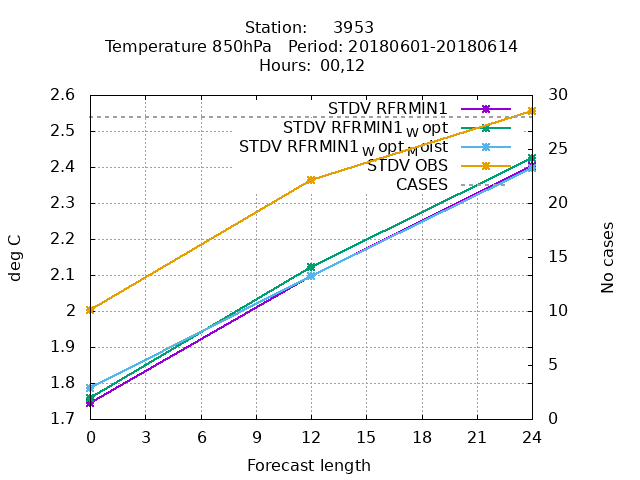 Station: 3953
Temperature 850hPa Period: 20180601-20180614
Hours: 00,12
STDV RFRMIN1
STDV RFRMIN1_W opt
STDV RFRMIN1_W opt_M oist
STDV OBS
CASES
2.6
2.5
2.4
2.3
2.2
2.1
2
1.9
1.8
1.7
deg C
30
25
20
15
10
5
0
No cases
0 3 6 9 12 15 18 21 24
Forecast length